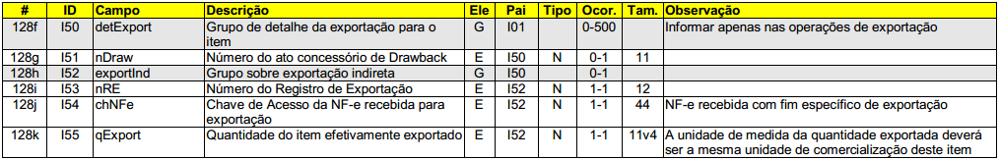 # ID Campo Descrição Ele Pai Tipo Ocor. Tam. Observação
128f I50 detExport Grupo de detalhe da exportação para o item G I01 0-500 Informar apenas nas operações de exportação
128g I51 nDraw Número do ato concessório de Drawback E I50 N 0-1 11
128h I52 exportInd Grupo sobre exportação indireta G I50 0-1
128i I53 nRE Número do Registro de Exportação E I52 N 1-1 12
128j I54 chNFe Chave de Acesso da NF-e recebida para exportação E I52 N 1-1 44 NF-e recebida com fim específico de exportação
128k I55 qExport Quantidade do item efetivamente exportado E I52 N 1-1 11v4 A unidade de medida da quantidade exportada deverá ser a mesma unidade de comercialização deste item